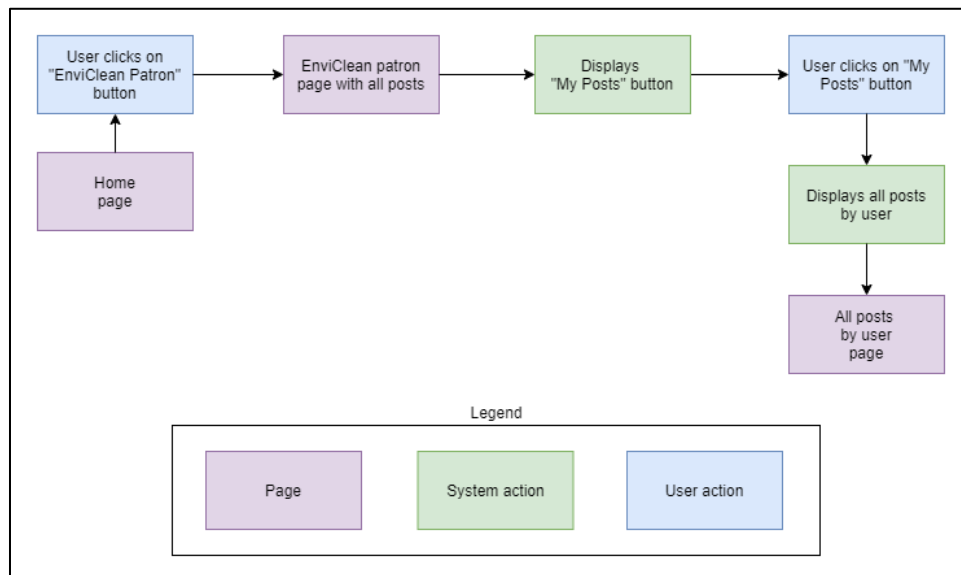 User clicks on
"EnviClean Patron"
button
EnviClean patron
page with all posts
Displays
"My Posts" button
User clicks on "My
Posts" button
Home
page
Displays all posts
by user
All posts
by user
page
Legend
Page
System action
User action